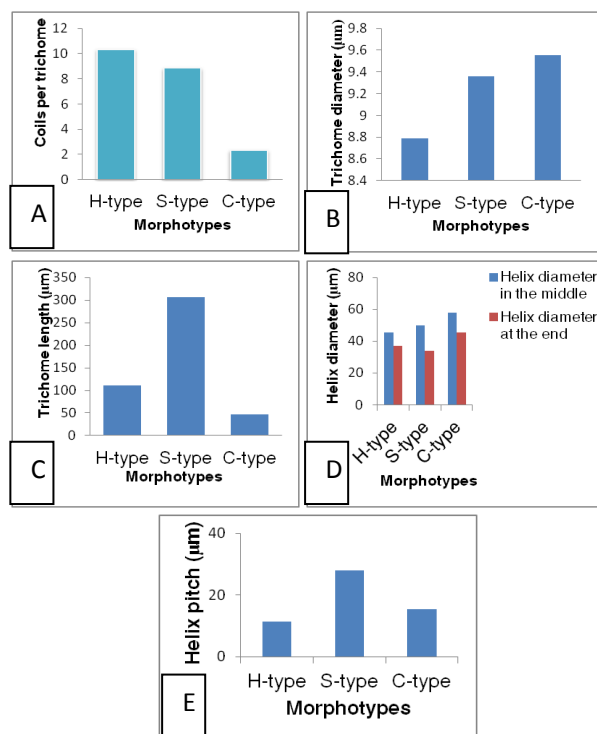 Coils per trichome
12
10
8
6
4
2
0
H-type S-type C-type
Morphotypes
A
Trichome diameter (µm)
9.8
9.6
9.4
9.2
9
8.8
8.6
8.4
H-type S-type C-type
Morphotypes
B
Trichome length (µm)
350
300
250
200
150
100
50
0
H-type S-type C-type
Morphotypes
C
Helix diameter (µm)
80
60
40
20
0
H-type S-type C-type
Morphotypes
Helix diameter
in the middle
Helix diameter
at the end
D
Helix pitch (µm)
40
20
0
H-type S-type C-type
Morphotypes
E